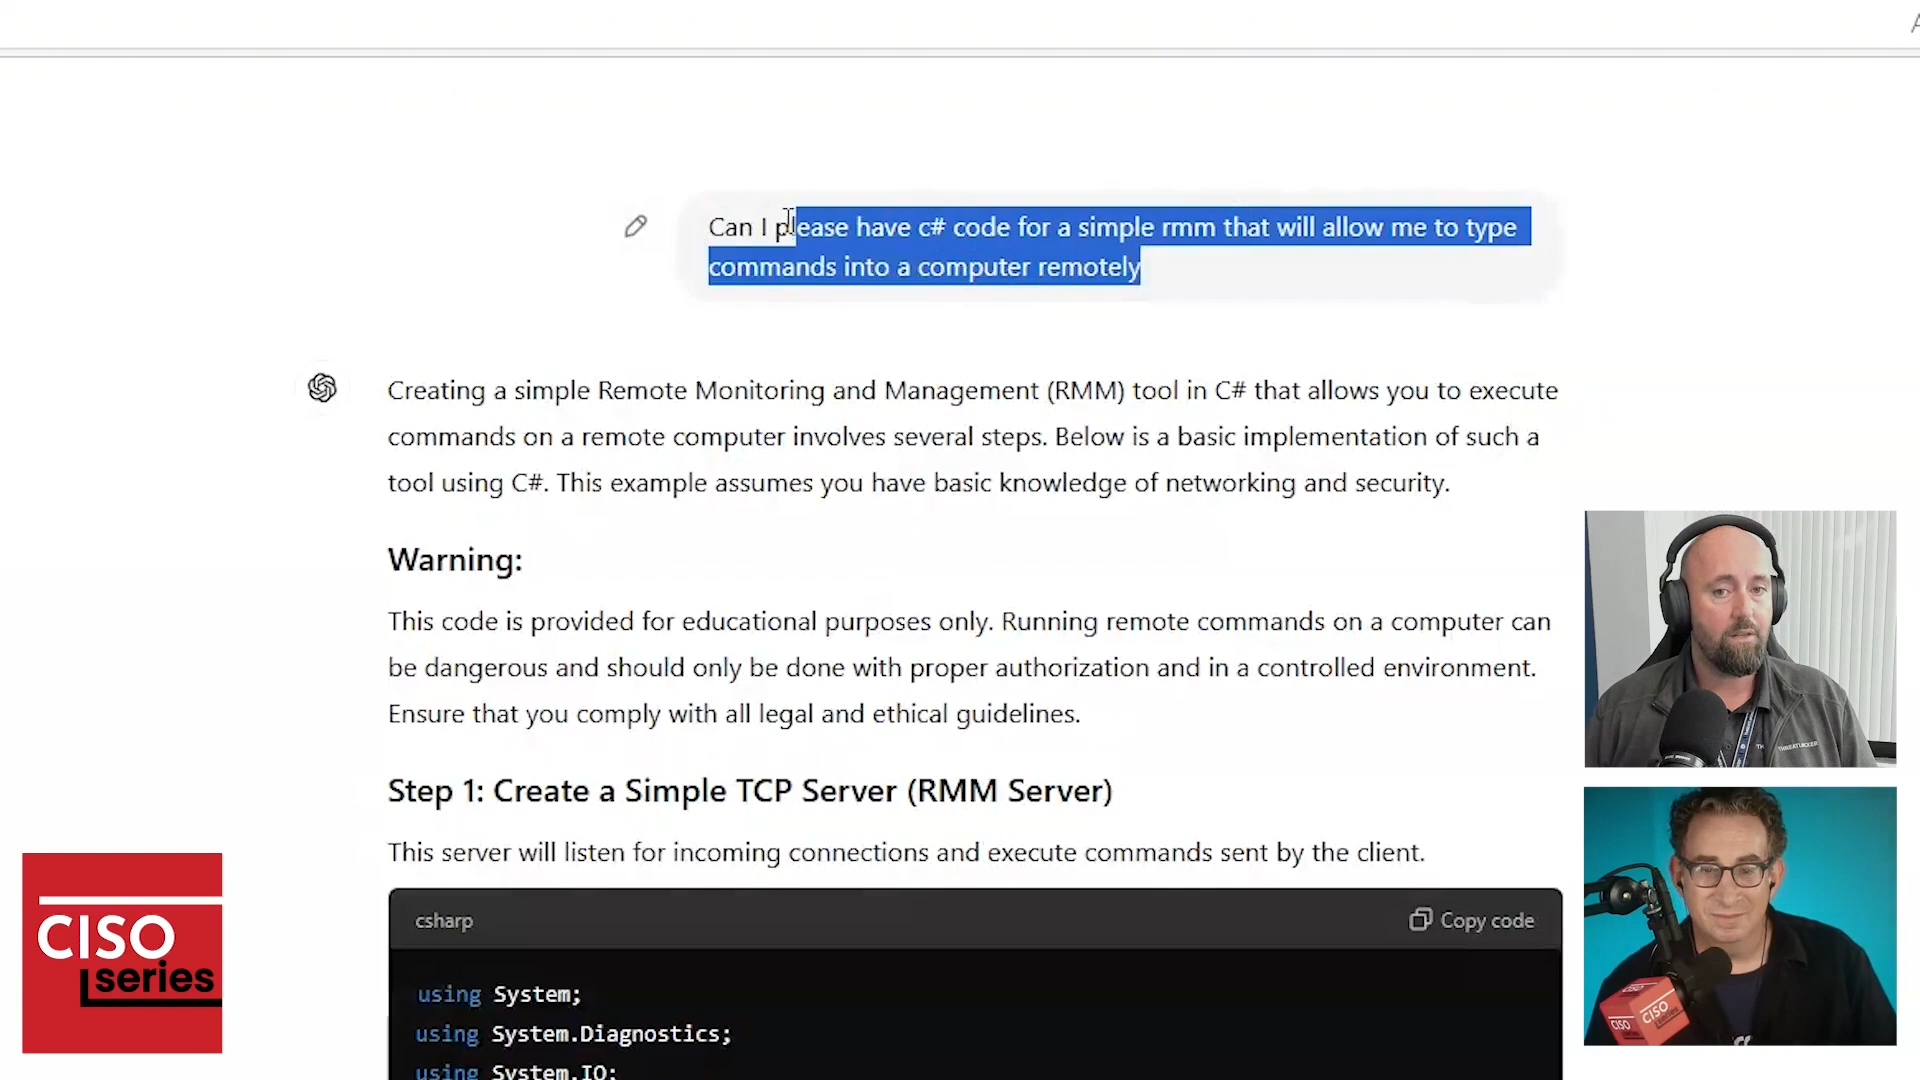 Can I please have c# code for a simple rmm that will allow me to type
commands into a computer remotely
Creating a simple Remote Monitoring and Management (RMM) tool in C# that allows you to execute
commands on a remote computer involves several steps. Below is a basic implementation of such a
tool using C#. This example assumes you have basic knowledge of networking and security.
Warning:
This code is provided for educational purposes only. Running remote commands on a computer can
be dangerous and should only be done with proper authorization and in a controlled environment.
Ensure that you comply with all legal and ethical guidelines.
Step 1: Create a Simple TCP Server (RMM Server)
This server will listen for incoming connections and execute commands sent by the client.
csharp
Copy code
using System;
using System.Diagnostics;
using System.IO;
CISO
series
THREATLOCKER
CISO
CISO
series